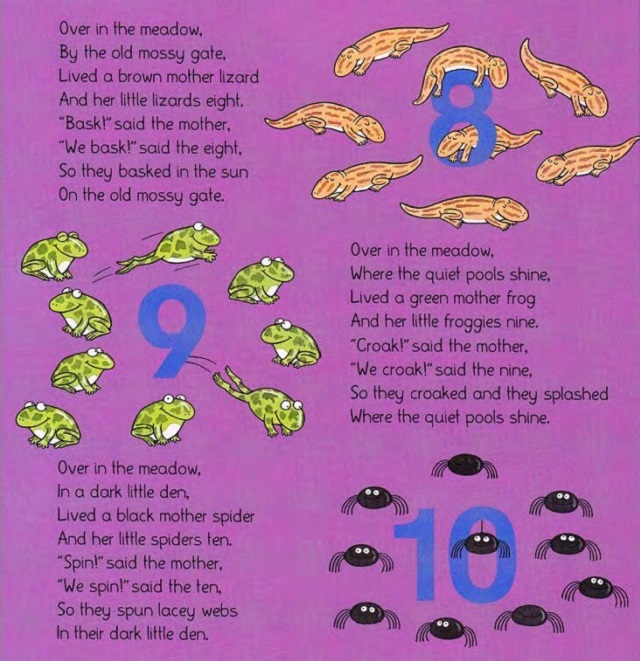 Over in the meadow,
By the old mossy gate,
Lived a brown mother lizard
And her little lizards eight.
"Bask!" said the mother,
"We bask!" said the eight,
So they basked in the sun
On the old mossy gate.
8
9
Over in the meadow,
Where the quiet pools shine,
Lived a green mother frog
And her little froggies nine.
"Croak!" said the mother,
"We croak!" said the nine,
So they croaked and they splashed
Where the quiet pools shine.
Over in the meadow,
In a dark little den,
Lived a black mother spider
And her little spiders ten.
"Spin!" said the mother,
"We spin!" said the ten,
So they spun lacey webs
In their dark little den.
10